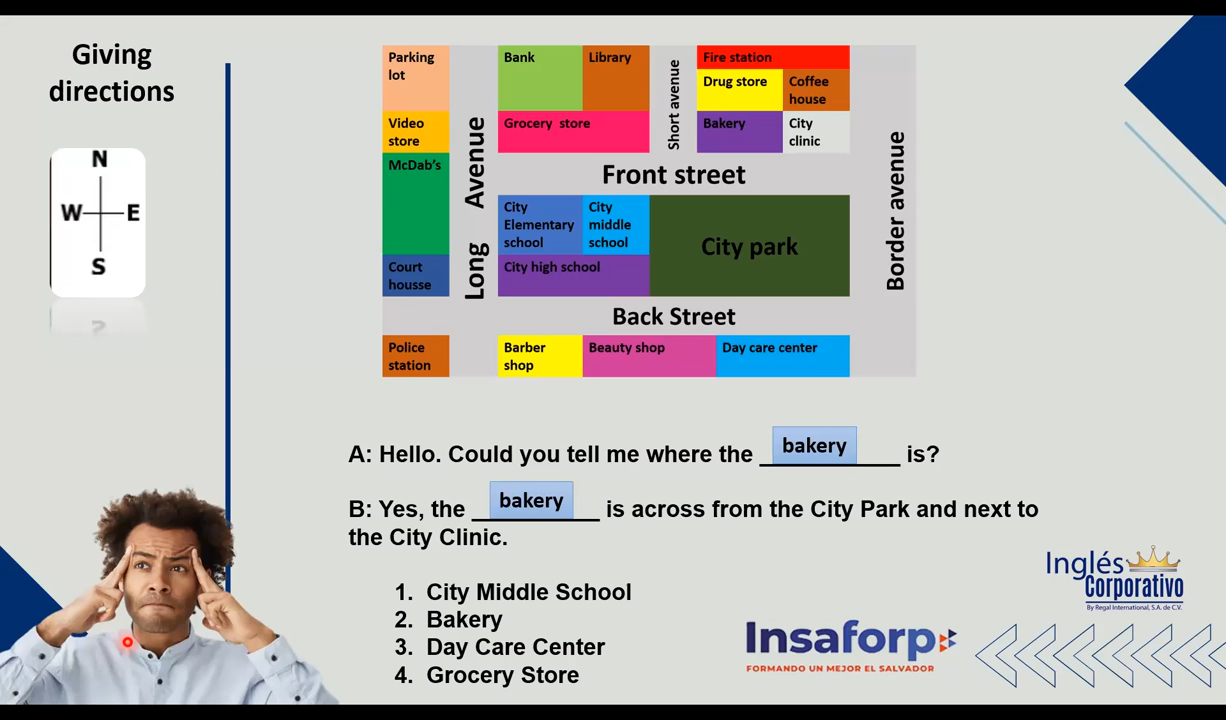 Giving
directions
N
W
E
S
Parking
lot
Bank
Library
Fire station
Drug store
Coffee
house
Video
store
Grocery store
Bakery
City
clinic
McDab's
Long Avenue
Short avenue
Border avenue
Front street
City
Elementary
school
City
middle
school
City park
Court
housse
City high school
Back Street
Police
station
Barber
shop
Beauty shop
Day care center
A: Hello. Could you tell me where the bakery is?
B: Yes, the bakery is across from the City Park and next to
the City Clinic.
1. City Middle School
2. Bakery
3. Day Care Center
4. Grocery Store
Insaforp
FORMANDO UN MEJOR EL SALVADOR
Inglés
Corporativo
By Regal International, S.A. de C.V.